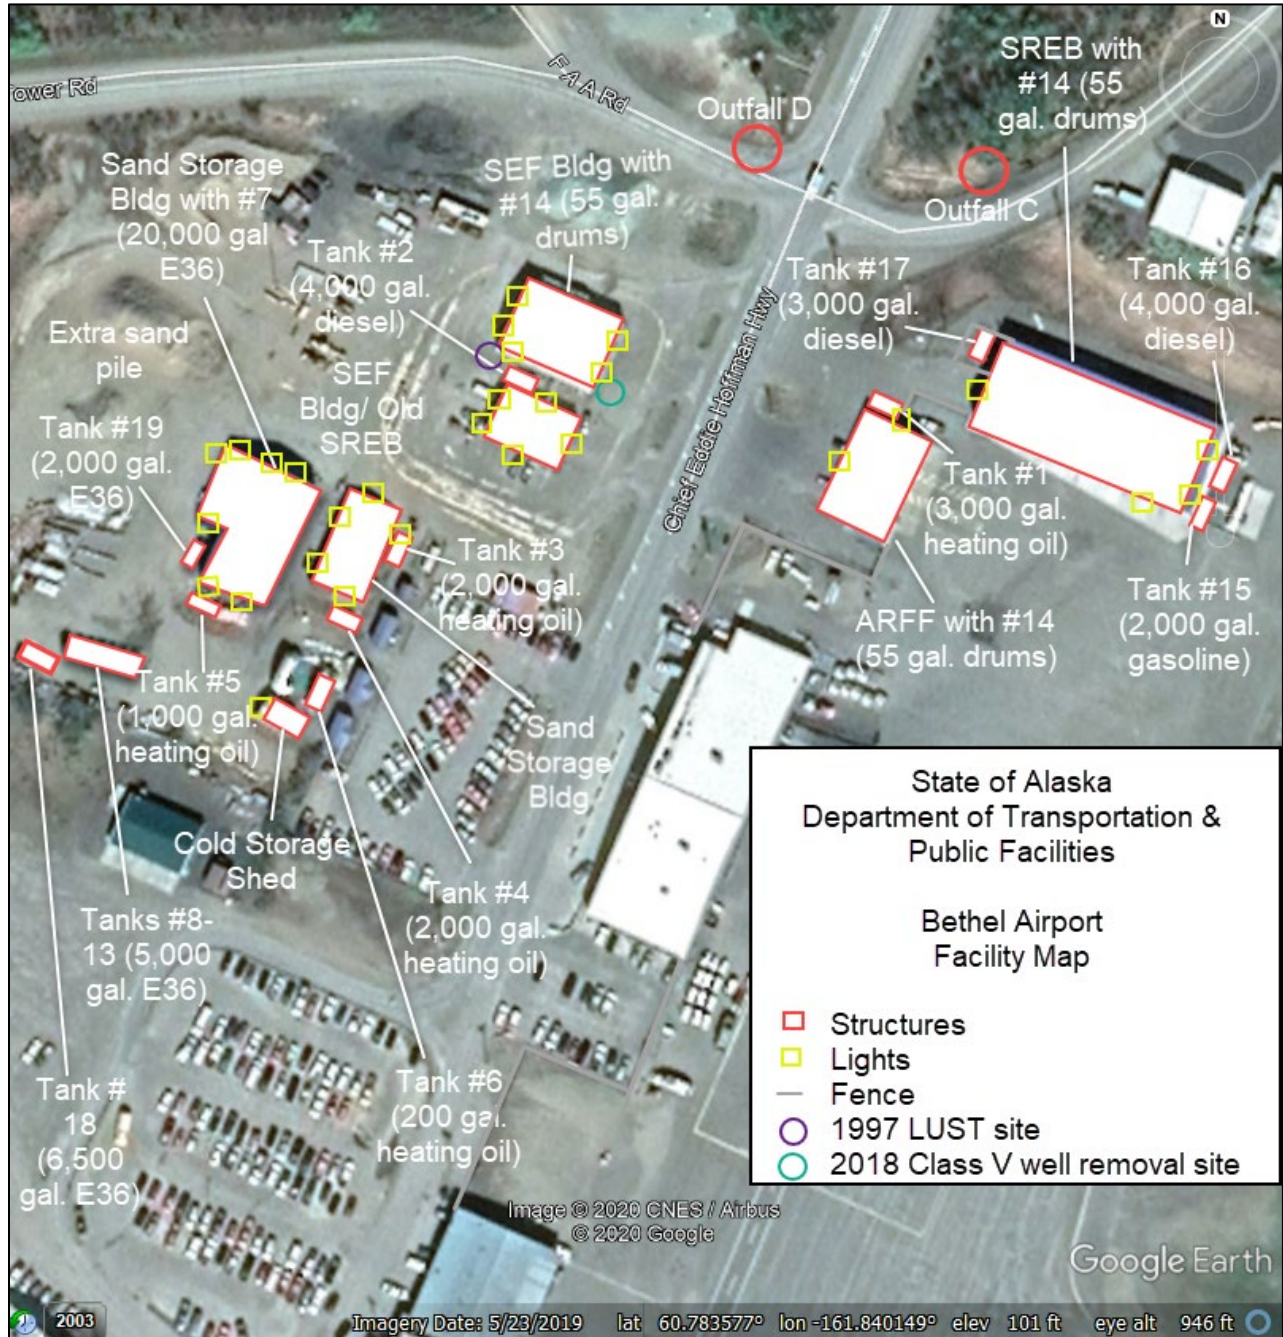 N
SREB with
#14 (55
gal. drums)
Tower Rd
F A A Rd
Outfall D
Outfall C
Sand Storage
Bldg with #7
(20,000 gal
E36)
SEF Bldg with
#14 (55 gal.
drums)
Tank #2
(4,000 gal.
diesel)
Tank #17
(3,000 gal.
diesel)
Tank #16
(4,000 gal.
diesel)
Extra sand
pile
SEF
Bldg/ Old
SREB
Chief Eddie Hoffman Hwy
Tank #19
(2,000 gal.
E36)
Tank #1
(3,000 gal.
heating oil)
Tank #3
(2,000 gal.
heating oil)
Tank #15
(2,000 gal.
gasoline)
ARFF with #14
(55 gal. drums)
Tank #5
(1,000 gal.
heating oil)
Sand
Storage
Bldg
Cold Storage
Shed
Tank #4
(2,000 gal.
heating oil)
Tanks #8-
13 (5,000
gal. E36)
Tank #
18
(6,500
gal. E36)
Tank #6
(200 gal.
heating oil)
State of Alaska
Department of Transportation &
Public Facilities
Bethel Airport
Facility Map
Structures
Lights
Fence
1997 LUST site
2018 Class V well removal site
Image © 2020 CNES / Airbus
© 2020 Google
Google Earth
2003
Imagery Date: 5/23/2019 lat 60.783577° lon -161.840149° elev 101 ft eye alt 946 ft